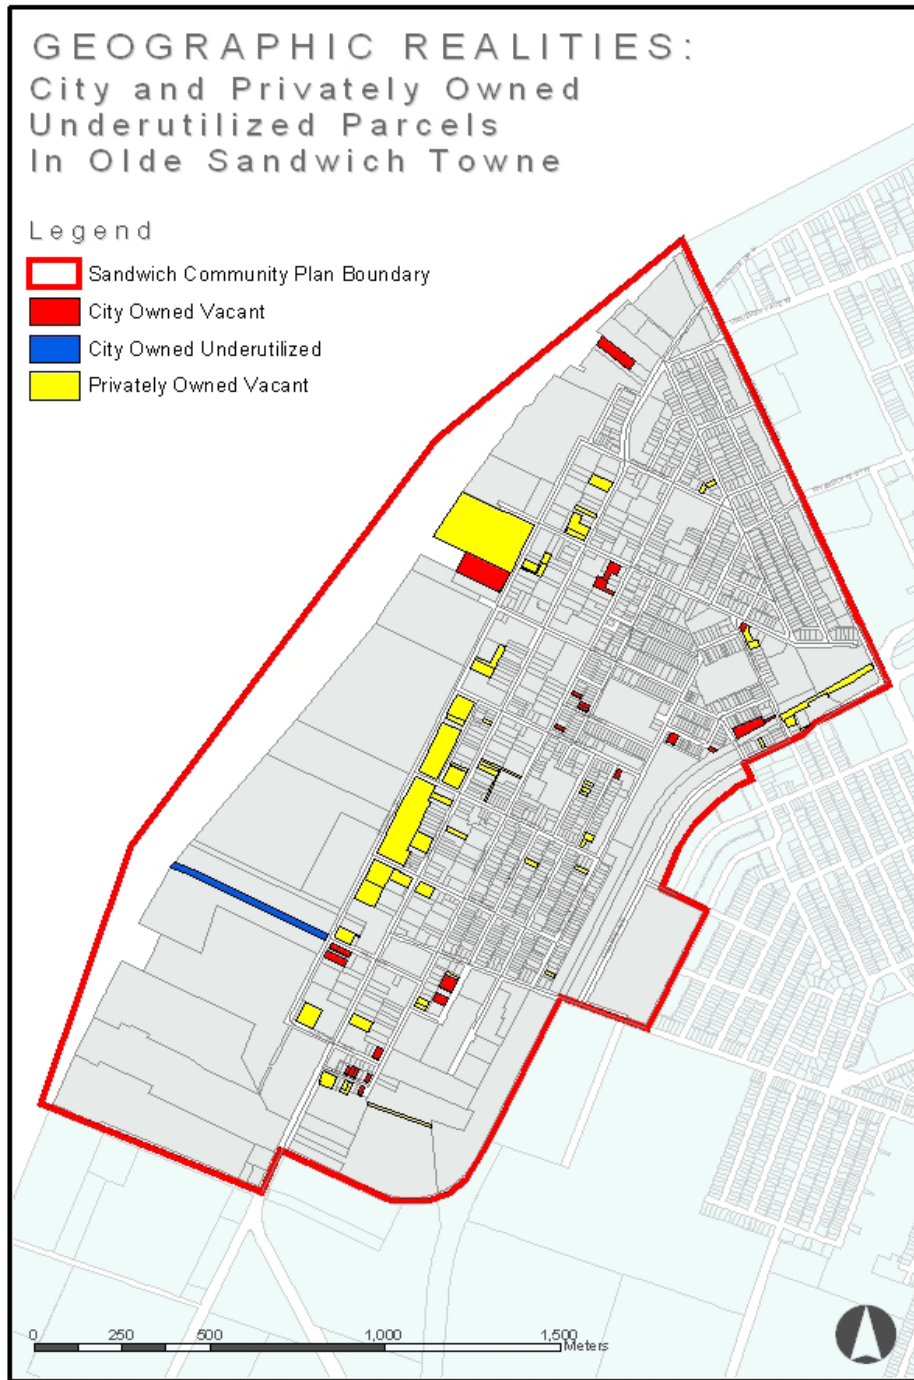 GEOGRAPHIC REALITIES:
City and Privately Owned
Underutilized Parcels
In Olde Sandwich Towne
Legend
Sandwich Community Plan Boundary
City Owned Vacant
City Owned Underutilized
Privately Owned Vacant
0 250 500 1,000 1,500
Meters